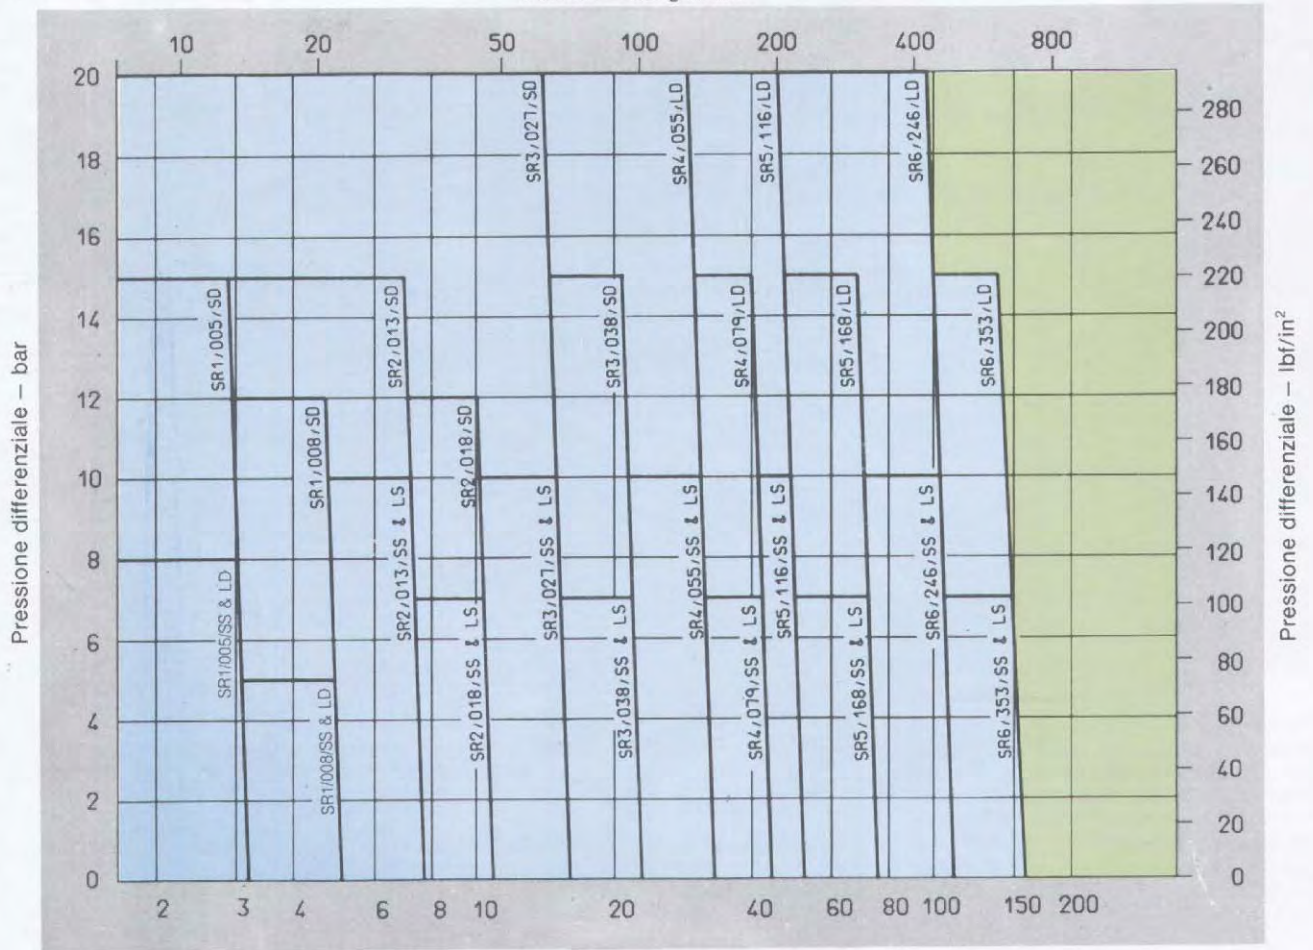 10 20 50 100 200 400 800
20
18
16
14
12
10
8
6
4
2
0
Pressione differenziale – bar
280
260
240
220
200
180
160
140
120
100
80
60
40
20
0
Pressione differenziale – lbf/in²
SR3/027/SD
SR4/055/LD
SR5/116/LD
SR6/246/LD
SR1/005/SD
SR2/013/SD
SR3/038/SD
SR4/079/LD
SR5/168/LD
SR6/353/LD
SR1/008/SD
SR2/018/SD
SR2/013/SS & LS
SR3/027/SS & LS
SR4/055/SS & LS
SR5/116/SS & LS
SR6/246/SS & LS
SR1/005/SS & LD
SR2/018/SS & LS
SR3/038/SS & LS
SR4/079/SS & LS
SR5/168/SS & LS
SR6/353/SS & LS
SR1/008/SS & LD
2 3 4 6 8 10 20 40 60 80 100 150 200